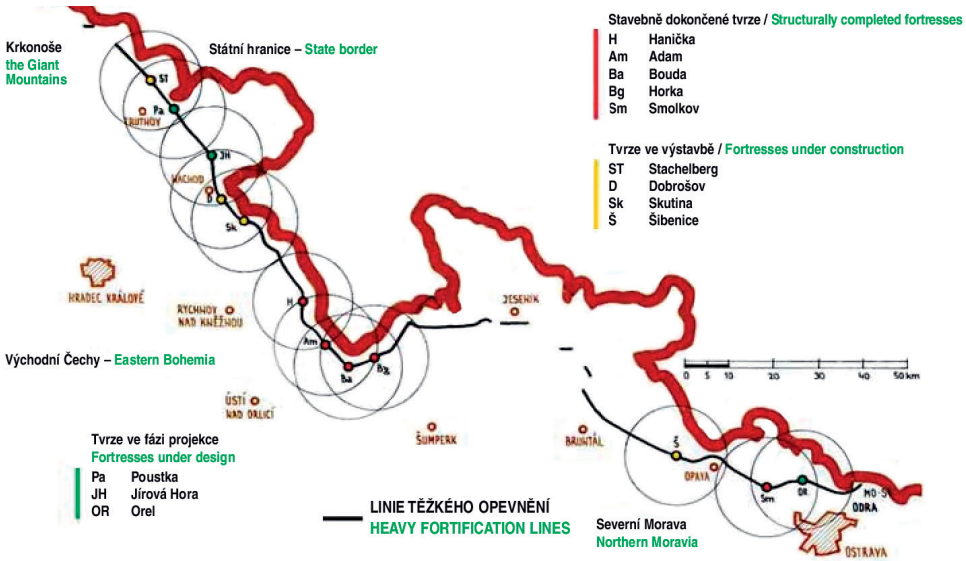 Krkonoše
the Giant
Mountains
Státní hranice – State border
Stavebně dokončené tvrze / Structurally completed fortresses
H Hanička
Am Adam
Ba Bouda
Bg Horka
Sm Smolkov
Tvrze ve výstavbě / Fortresses under construction
ST Stachelberg
D Dobrošov
Sk Skutina
Š Šibenice
ST
Pa
TRUTNOV
JH
NÁCHOD
D
Sk
HRADEC KRÁLOVÉ
RYCHNOV
NAD KNĚŽNOU
H
JESENÍK
Am
Ba
Bg
Východní Čechy – Eastern Bohemia
0 5 10 20 30 40 50 km
ÚSTÍ
NAD ORLICÍ
ŠUMPERK
BRUNTÁL
Š
OPAVA
Sm
OR
MO-S
ODRA
OSTRAVA
Tvrze ve fázi projekce
Fortresses under design
Pa Poustka
JH Jírová Hora
OR Orel
LINIE TĚŽKÉHO OPEVNĚNÍ
HEAVY FORTIFICATION LINES
Severní Morava
Northern Moravia